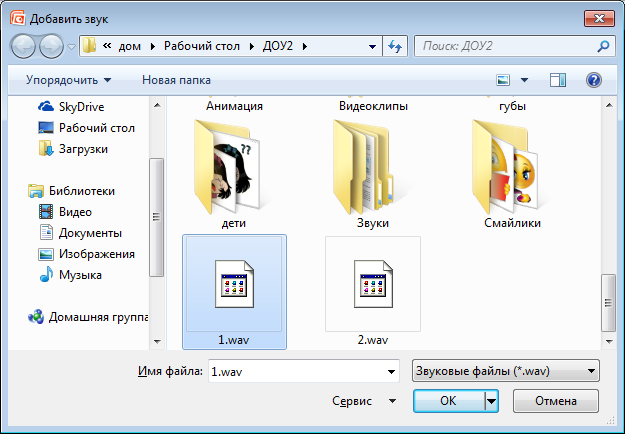 Добавить звук
« дом ▸ Рабочий стол ▸ ДОУ2 ▸
Поиск: ДОУ2
Упорядочить
Новая папка
SkyDrive
Рабочий стол
Загрузки
Библиотеки
Видео
Документы
Изображения
Музыка
Домашняя группа
Анимация
Видеоклипы
губы
??
дети
Звуки
Смайлики
1.wav
2.wav
Имя файла:
1.wav
Звуковые файлы (*.wav)
Сервис
ОК
Отмена